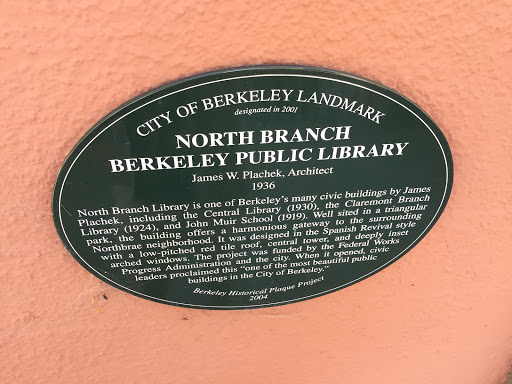 CITY OF BERKELEY LANDMARK
designated in 2001
NORTH BRANCH
BERKELEY PUBLIC LIBRARY
James W. Plachek, Architect
1936
North Branch Library is one of Berkeley's many civic buildings by James
Plachek, including the Central Library (1930), the Claremont Branch
Library (1924), and John Muir School (1919). Well sited in a triangular
park, the building offers a harmonious gateway to the surrounding
Northbrae neighborhood. It was designed in the Spanish Revival style
with a low-pitched red tile roof, central tower, and deeply inset
arched windows. The project was funded by the Federal Works
Progress Administration and the city. When it opened, civic
leaders proclaimed this "one of the most beautiful public
buildings in the City of Berkeley."
Berkeley Historical Plaque Project
2004